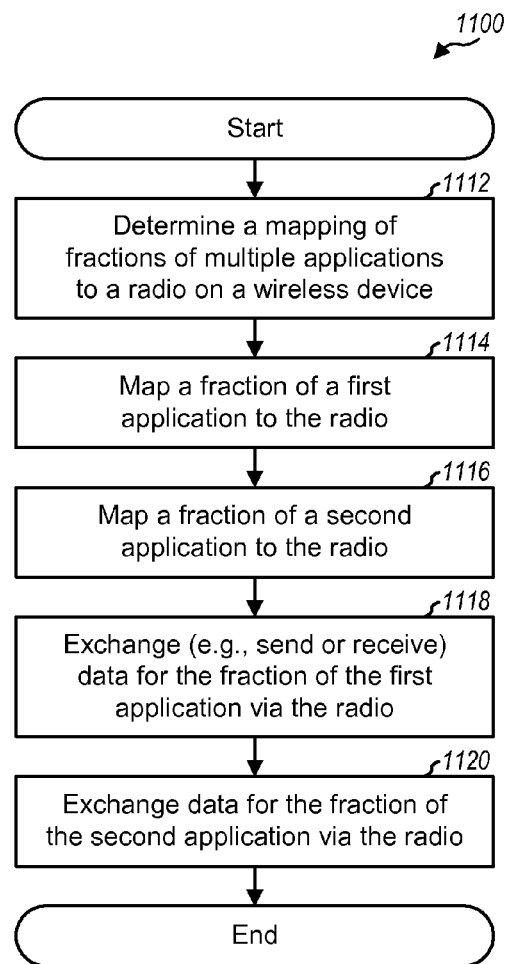 1100
Start
1112
Determine a mapping of
fractions of multiple applications
to a radio on a wireless device
1114
Map a fraction of a first
application to the radio
1116
Map a fraction of a second
application to the radio
1118
Exchange (e.g., send or receive)
data for the fraction of the first
application via the radio
1120
Exchange data for the fraction of
the second application via the radio
End